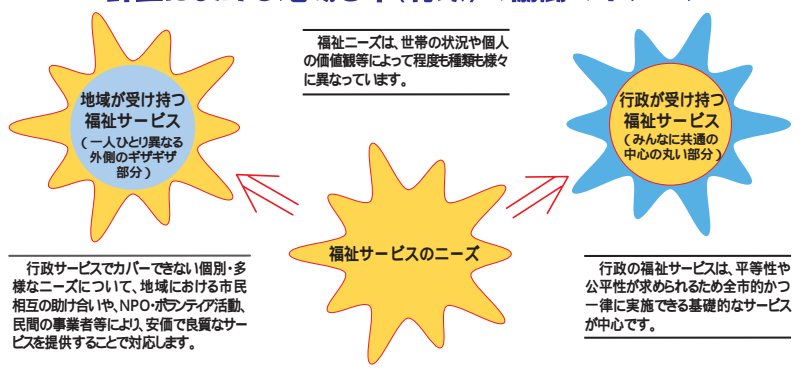 福祉ニーズは、世帯の状況や個人
の価値観等によって程度も種類も様々
に異なっています。
地域が受け持つ
福祉サービス
(一人ひとり異なる
外側のギザギザ
部分)
行政が受け持つ
福祉サービス
(みんなに共通の
中心の丸い部分)
福祉サービスのニーズ
行政サービスでカバーできない個別・多
様なニーズについて、地域における市民
相互の助け合いや、NPO・ボランティア活動、
民間の事業者等により、安価で良質なサー
ビスを提供することで対応します。
行政の福祉サービスは、平等性や
公平性が求められるため全市的かつ
一律に実施できる基礎的なサービス
が中心です。